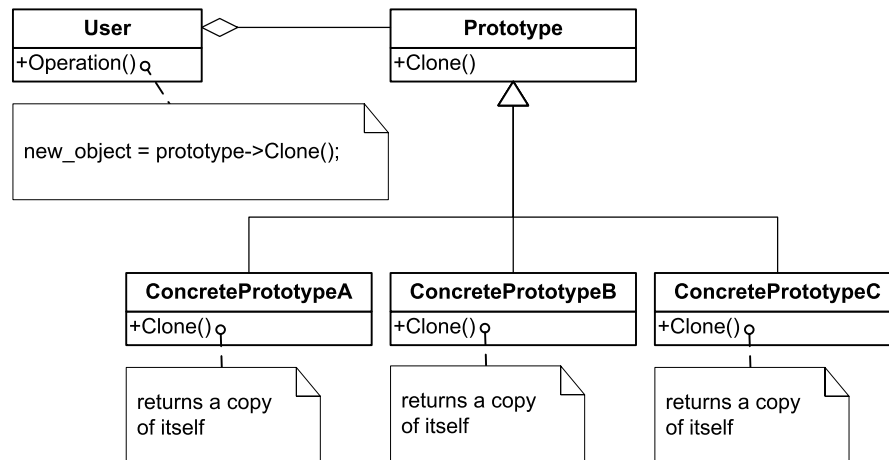 User
+Operation()
Prototype
+Clone()
new_object = prototype->Clone();
ConcretePrototypeA
+Clone()
returns a copy
of itself
ConcretePrototypeB
+Clone()
returns a copy
of itself
ConcretePrototypeC
+Clone()
returns a copy
of itself